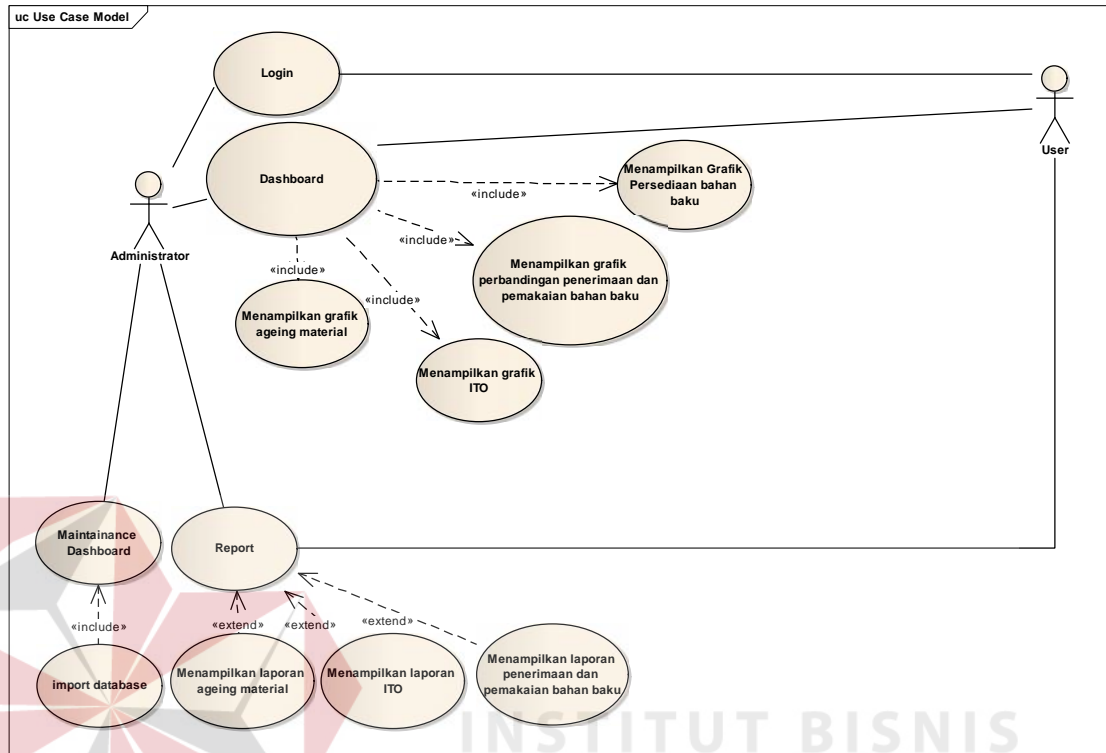 uc Use Case Model
Login
User
Dashboard
Menampilkan Grafik
Persediaan bahan
baku
«include»
Administrator
«include»
Menampilkan grafik
perbandingan penerimaan dan
pemakaian bahan baku
«include»
«include»
Menampilkan grafik
ageing material
Menampilkan grafik
ITO
Maintainance
Dashboard
Report
«include»
«extend»
«extend»
«extend»
import database
Menampilkan laporan
ageing material
Menampilkan laporan
ITO
Menampilkan laporan
penerimaan dan
pemakaian bahan baku
INSTITUT BISNIS